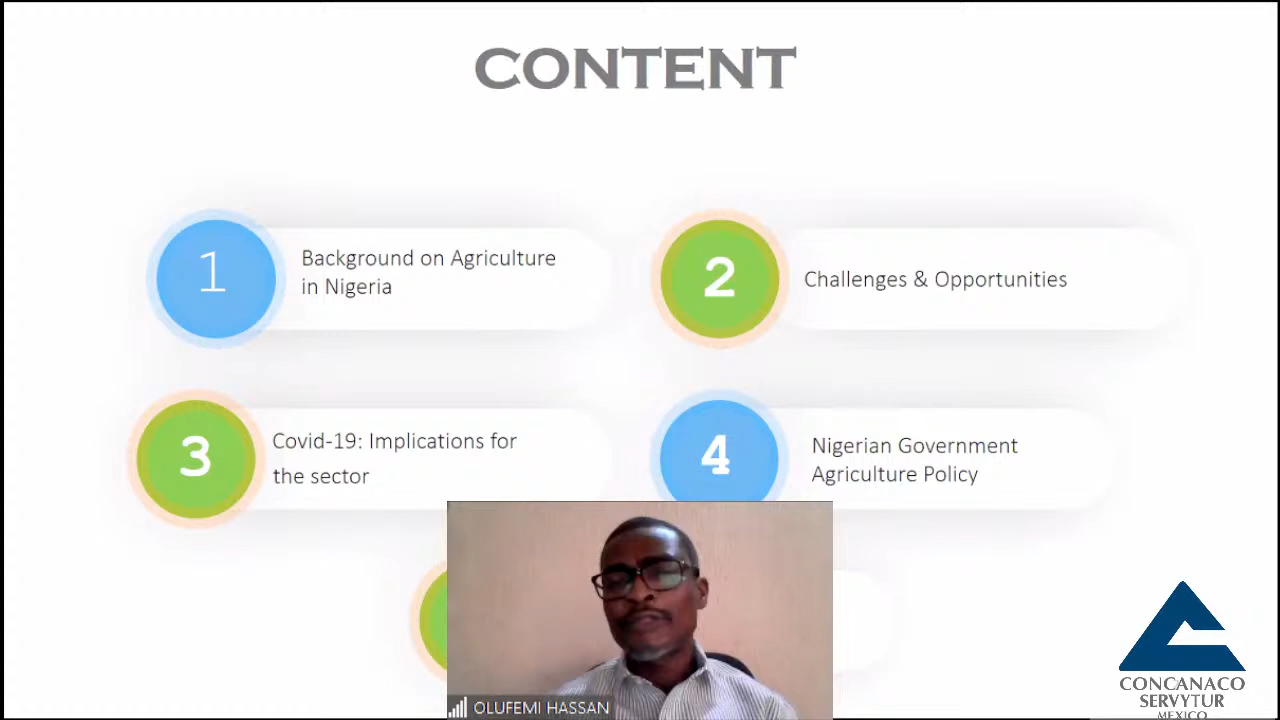 CONTENT
1
Background on Agriculture
in Nigeria
2
Challenges & Opportunities
3
Covid-19: Implications for
the sector
4
Nigerian Government
Agriculture Policy
OLUFEMI HASSAN
CONCANACO
SERVYTUR
MEXICO